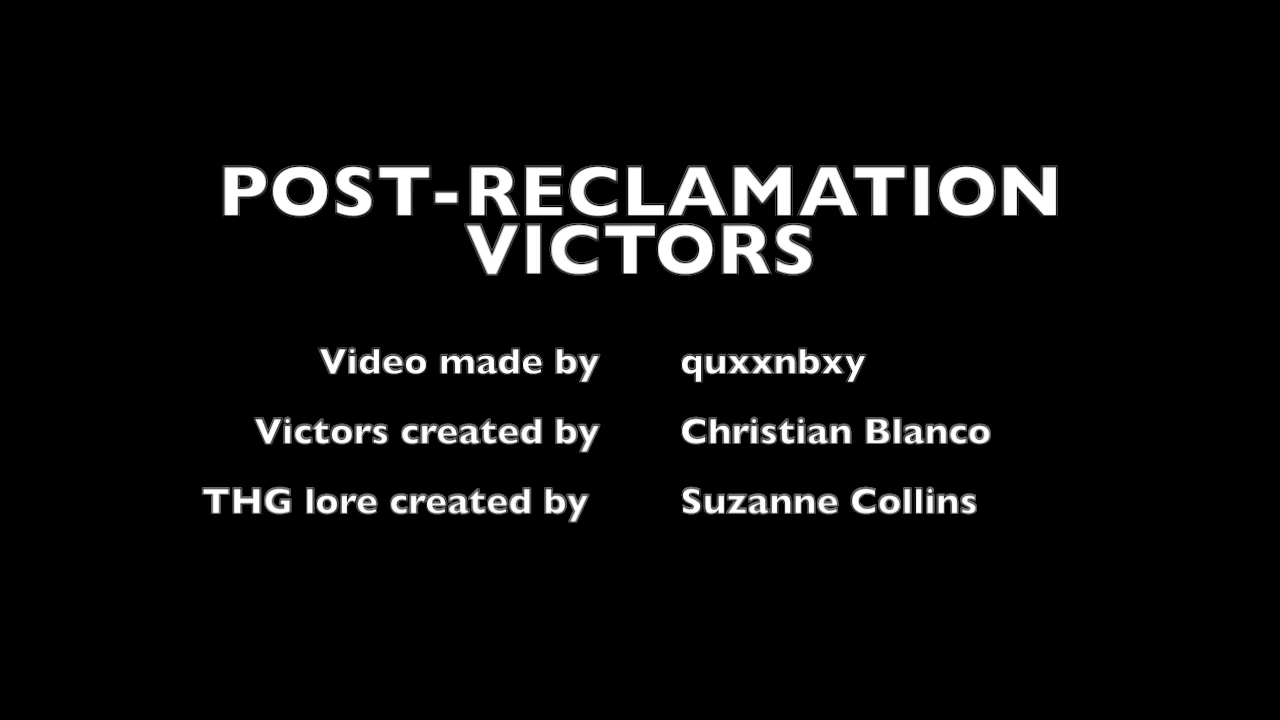 POST-RECLAMATION
VICTORS
Video made by quxxnbxy
Victors created by Christian Blanco
THG lore created by Suzanne Collins